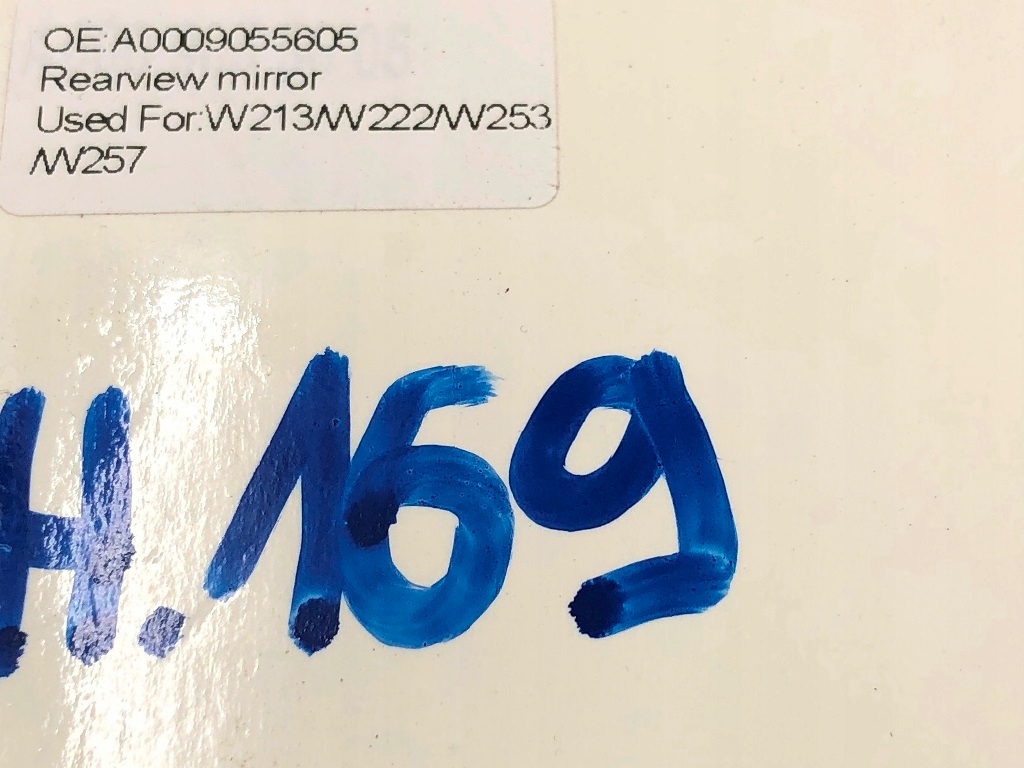 OE:A0009055605
Rearview mirror
Used For:W213/W222/W253
/W257
H.169